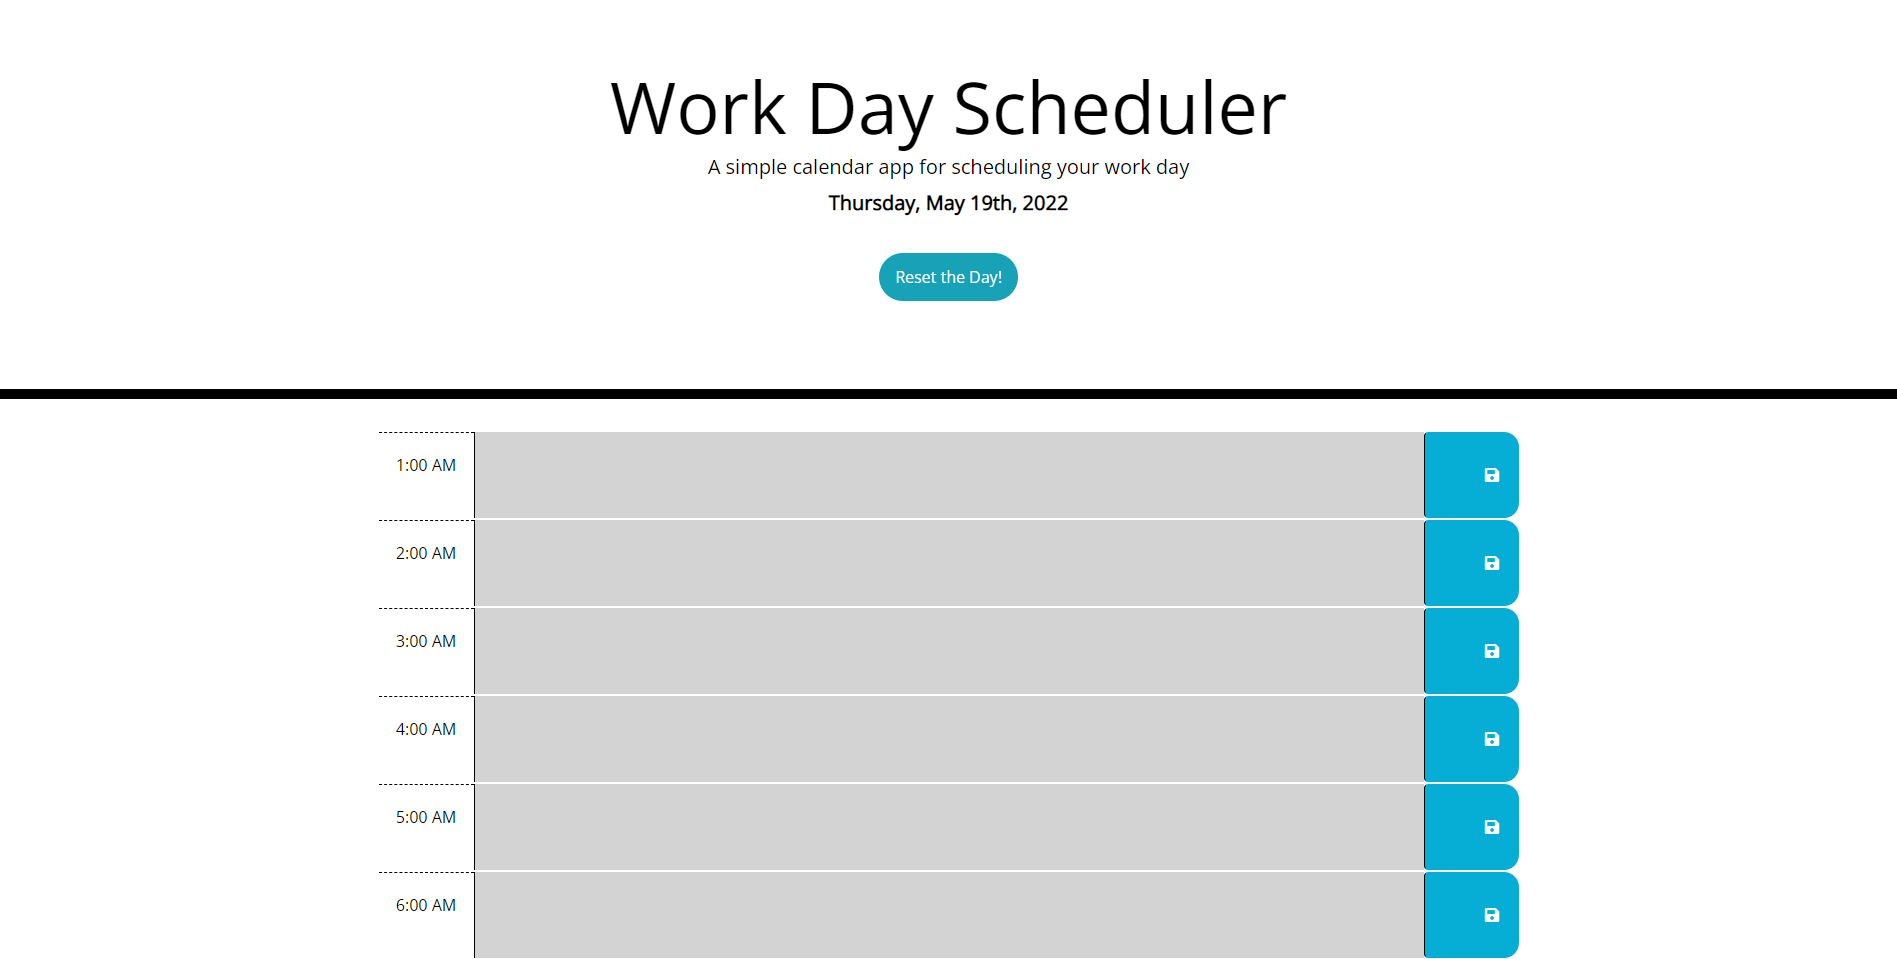 Work Day Scheduler
A simple calendar app for scheduling your work day
Thursday, May 19th, 2022
Reset the Day!
1:00 AM
2:00 AM
3:00 AM
4:00 AM
5:00 AM
6:00 AM